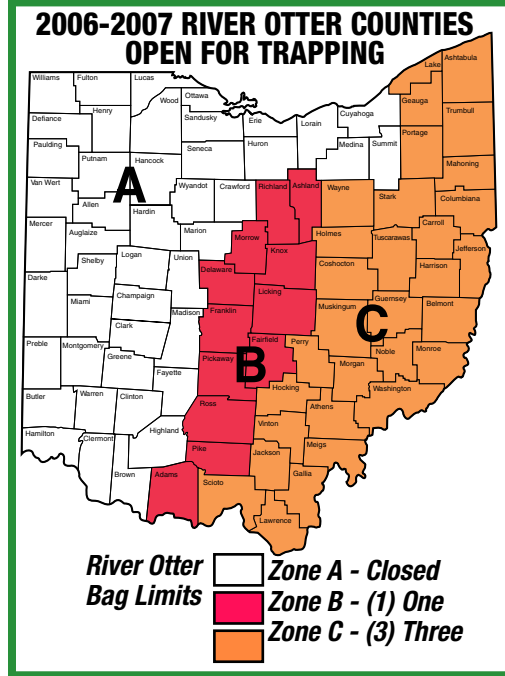 2006-2007 RIVER OTTER COUNTIES
OPEN FOR TRAPPING
Williams
Fulton
Lucas
Lake
Ashtabula
Wood
Ottawa
Defiance
Henry
Sandusky
Erie
Lorain
Cuyahoga
Geauga
Trumbull
Paulding
Putnam
Hancock
Seneca
Huron
Medina
Summit
Portage
Mahoning
Van Wert
A
Wyandot
Crawford
Richland
Ashland
Wayne
Stark
Columbiana
Allen
Hardin
Mercer
Auglaize
Marion
Morrow
Knox
Holmes
Tuscarawas
Carroll
Jefferson
Shelby
Logan
Union
Delaware
Coshocton
Harrison
Darke
Miami
Champaign
Madison
Franklin
Licking
Muskingum
Guernsey
Belmont
Clark
C
Preble
Montgomery
Greene
Pickaway
B
Fairfield
Perry
Noble
Monroe
Fayette
Morgan
Washington
Butler
Warren
Clinton
Ross
Hocking
Athens
Hamilton
Clermont
Highland
Vinton
Meigs
Pike
Jackson
Brown
Adams
Scioto
Gallia
Lawrence
River Otter
Bag Limits
Zone A - Closed
Zone B - (1) One
Zone C - (3) Three